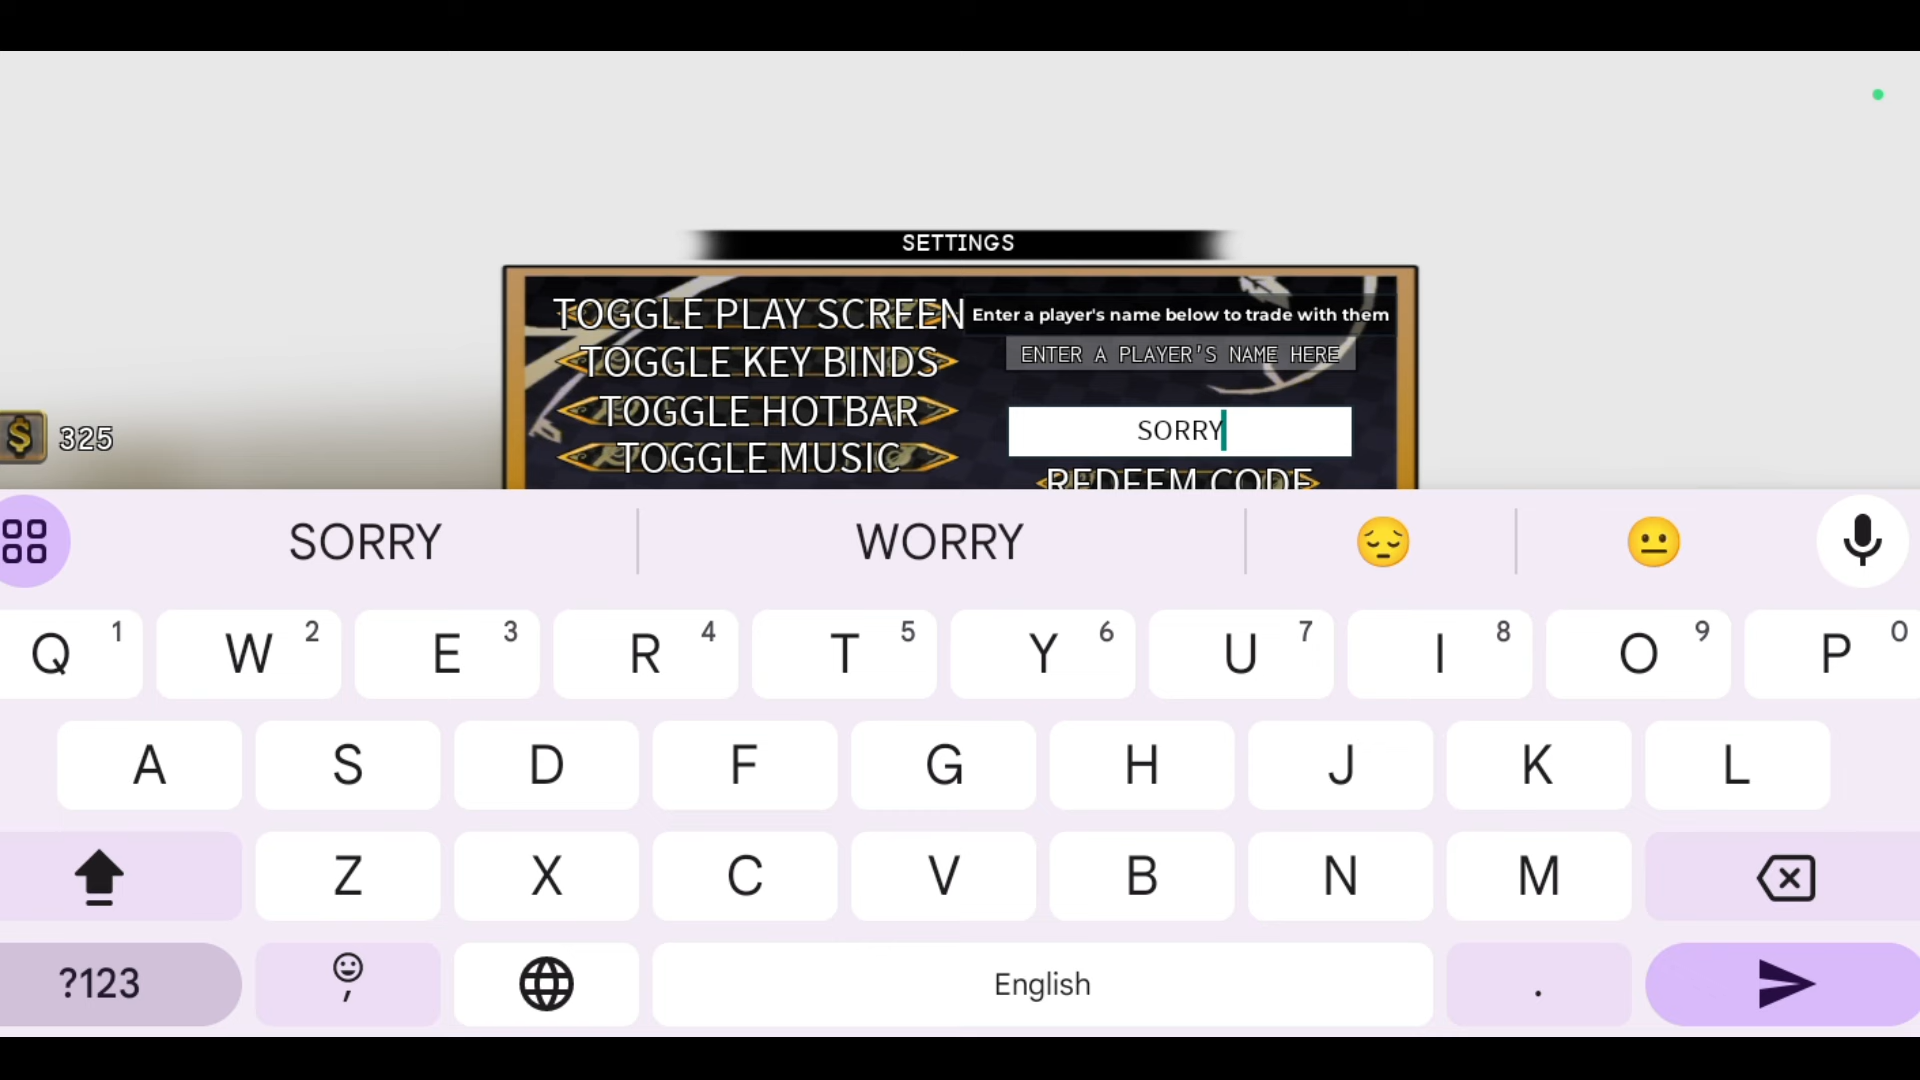 SETTINGS
TOGGLE PLAY SCREEN
Enter a player's name below to trade with them
TOGGLE KEY BINDS
ENTER A PLAYER'S NAME HERE
TOGGLE HOTBAR
SORRY
325
TOGGLE MUSIC
REDEEM CODE
SORRY
WORRY
Q 1 W 2 E 3 R 4 T 5 Y 6 U 7 I 8 O 9 P 0
A S D F G H J K L
Z X C V B N M
?123 , English .